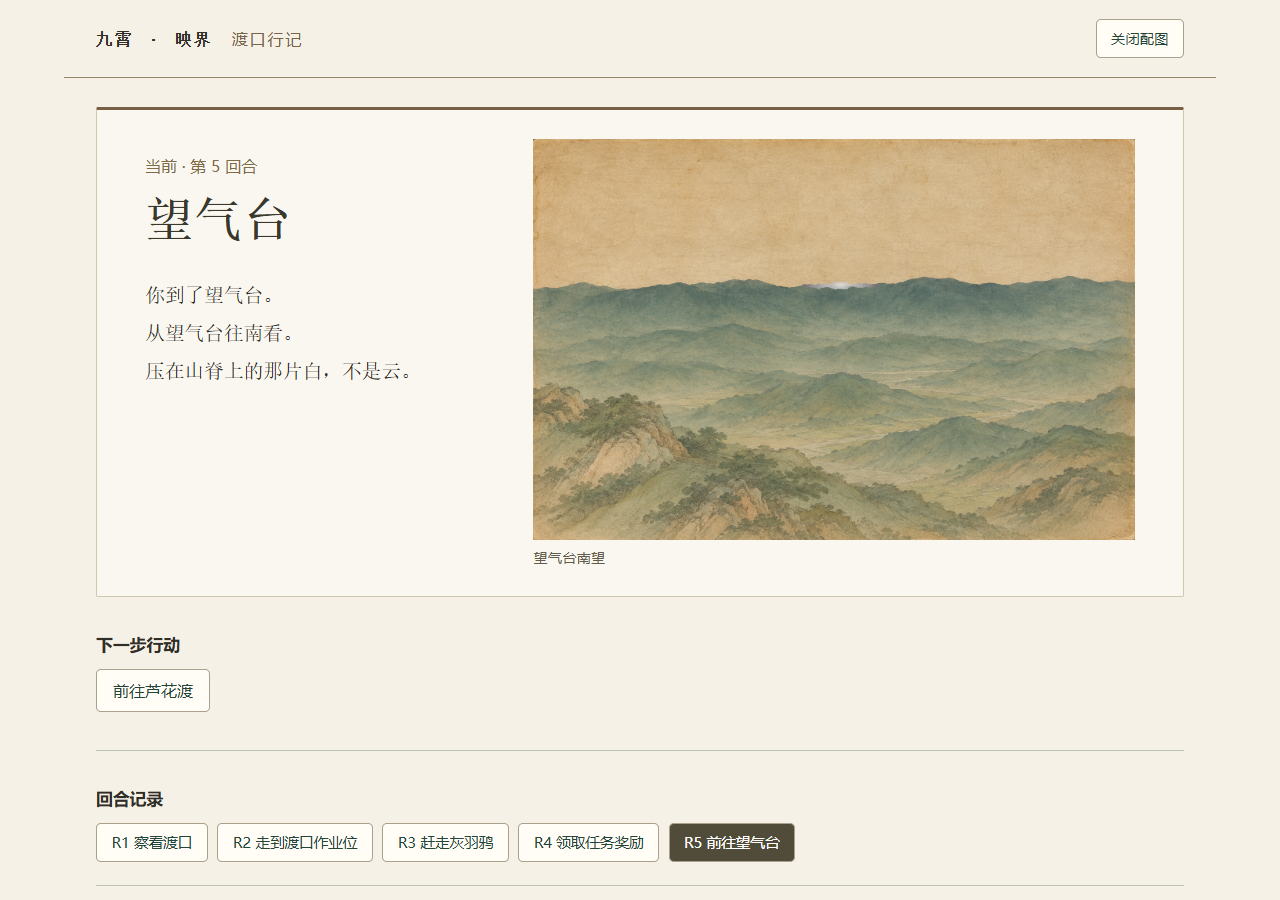 九霄 · 映界 渡口行记
关闭配图
当前 · 第 5 回合
望气台
你到了望气台。
从望气台往南看。
压在山脊上的那片白，不是云。
望气台南望
下一步行动
前往芦花渡
回合记录
R1 察看渡口
R2 走到渡口作业位
R3 赶走灰羽鸦
R4 领取任务奖励
R5 前往望气台